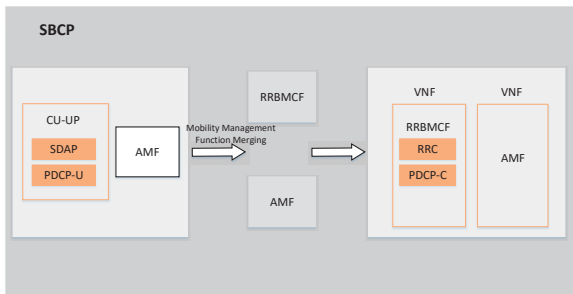 SBCP
CU-UP
SDAP
PDCP-U
AMF
Mobility Management
Function Merging
RRBMCF
AMF
VNF
VNF
RRBMCF
RRC
PDCP-C
AMF